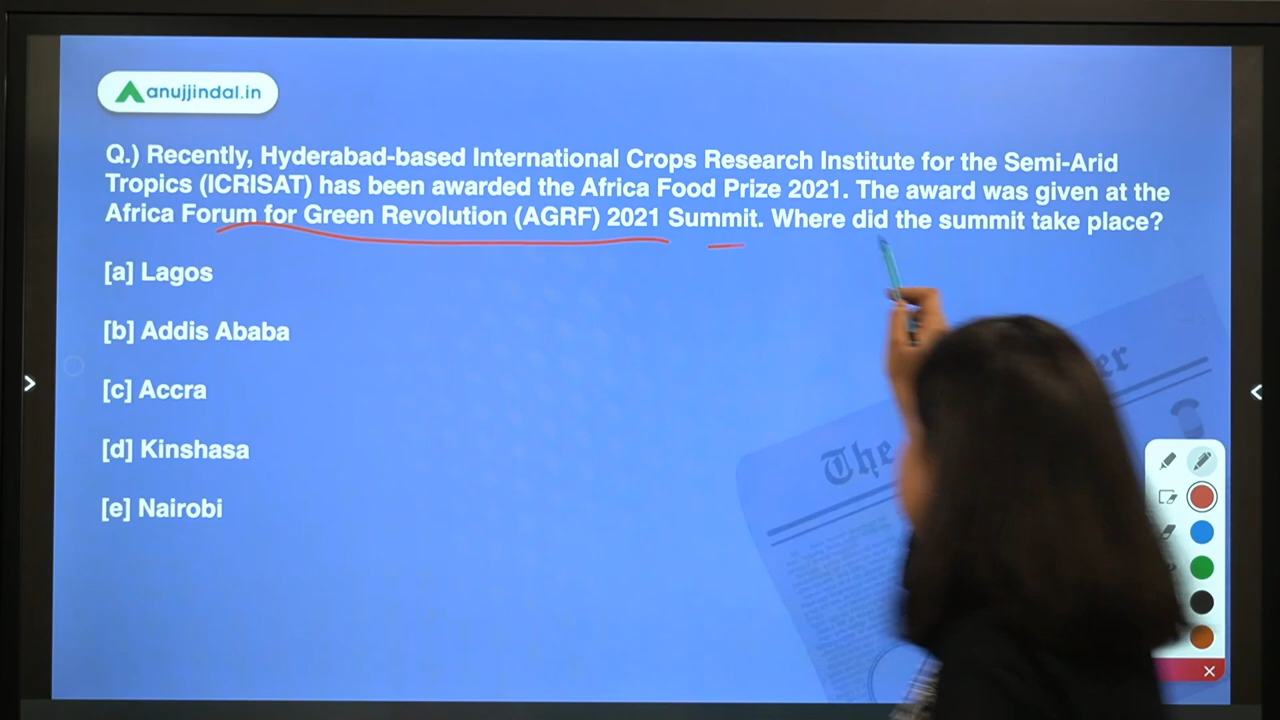 anujjindal.in
Q.) Recently, Hyderabad-based International Crops Research Institute for the Semi-Arid
Tropics (ICRISAT) has been awarded the Africa Food Prize 2021. The award was given at the
Africa Forum for Green Revolution (AGRF) 2021 Summit. Where did the summit take place?
[a] Lagos
[b] Addis Ababa
[c] Accra
[d] Kinshasa
[e] Nairobi
The